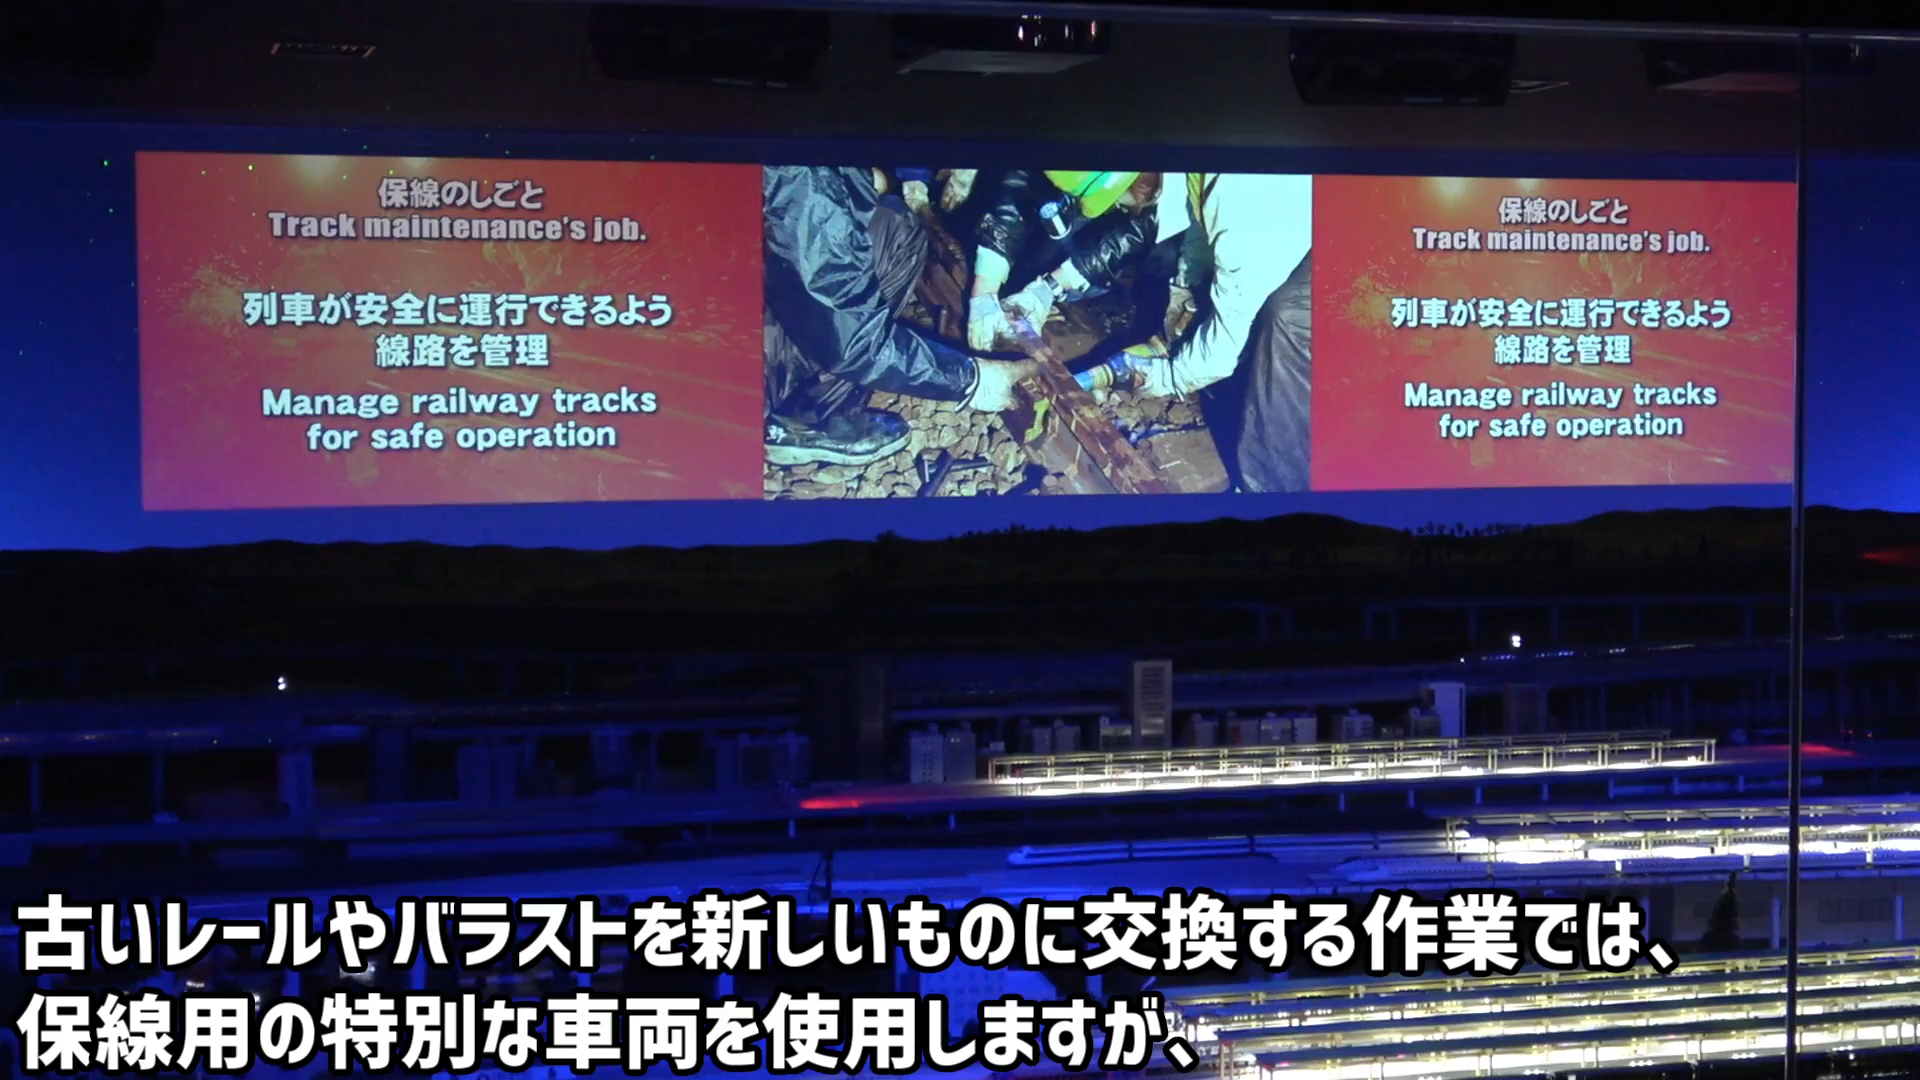 保線のしごと
Track maintenance's job.
列車が安全に運行できるよう
線路を管理
Manage railway tracks
for safe operation
保線のしごと
Track maintenance's job.
列車が安全に運行できるよう
線路を管理
Manage railway tracks
for safe operation
古いレールやバラストを新しいものに交換する作業では、
保線用の特別な車両を使用しますが、